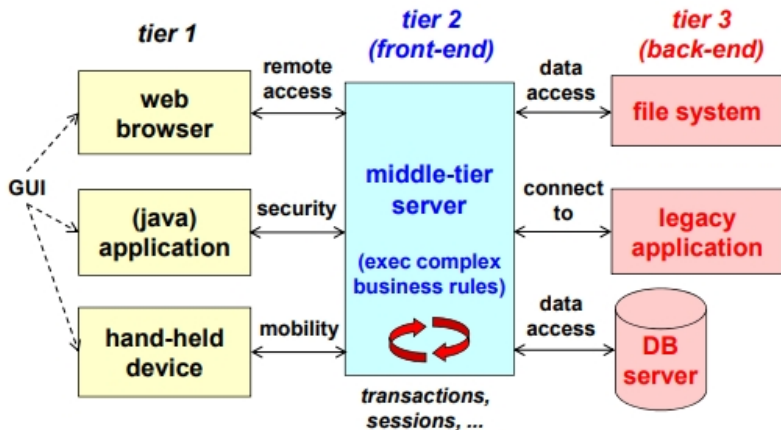 tier 1
tier 2
(front-end)
tier 3
(back-end)
web
browser
remote
access
data
access
file system
GUI
(java)
application
security
middle-tier
server
(exec complex
business rules)
connect
to
legacy
application
hand-held
device
mobility
data
access
DB
server
transactions,
sessions, ...